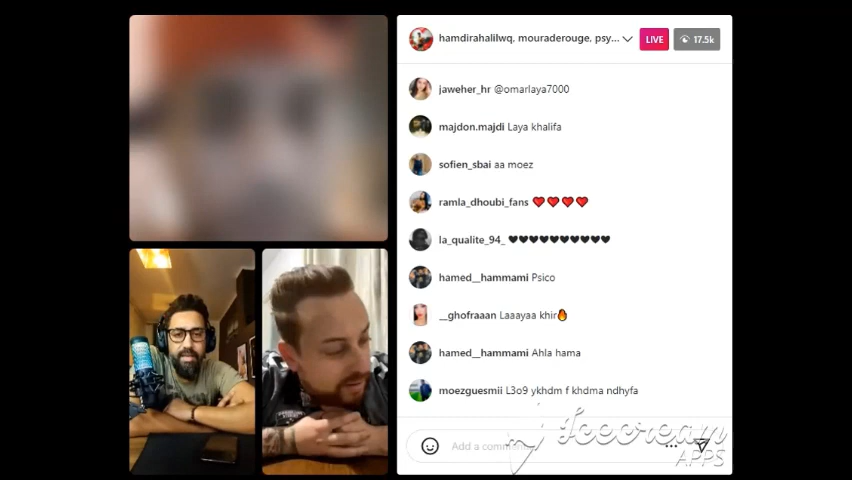 hamdirahalilwq, mouraderouge, psy...
LIVE
17.5k
jaweher_hr @omarlaya7000
majdon.majdi Laya khalifa
sofien_sbai aa moez
ramla_dhoubi_fans ❤❤❤❤
la_qualite_94_ 🖤🖤🖤🖤🖤🖤🖤🖤🖤🖤
hamed__hammami Psico
__ghofraaan Laaayaa khir🔥
hamed__hammami Ahla hama
moezguesmii L3o9 ykhdm f khdma ndhyfa
Add a comment...
Icecream
APPS